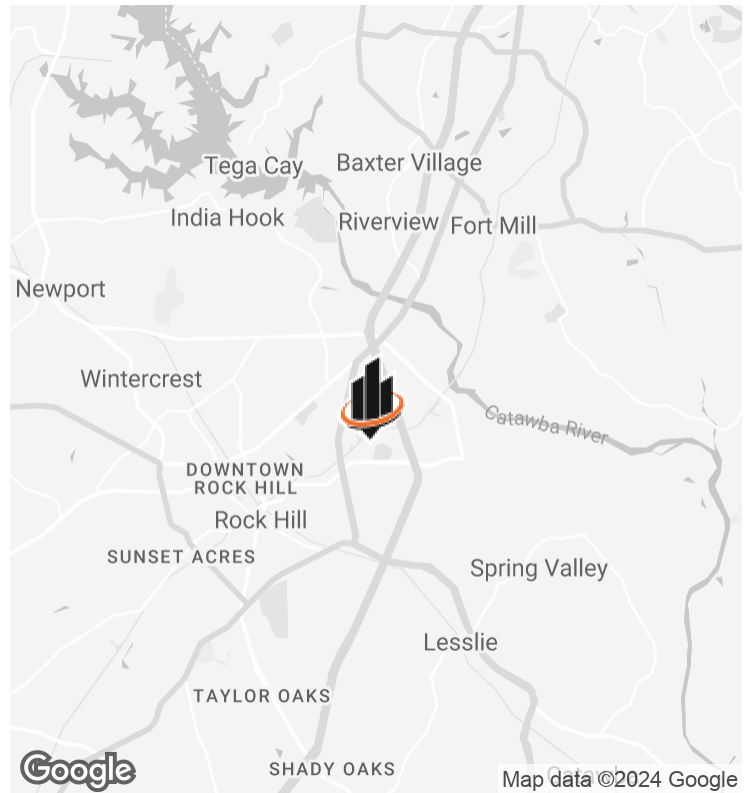 Tega Cay
Baxter Village
India Hook
Riverview
Fort Mill
Newport
Wintercrest
Catawba River
DOWNTOWN
ROCK HILL
Rock Hill
SUNSET ACRES
Spring Valley
Lesslie
TAYLOR OAKS
SHADY OAKS
Google
Map data ©2024 Google